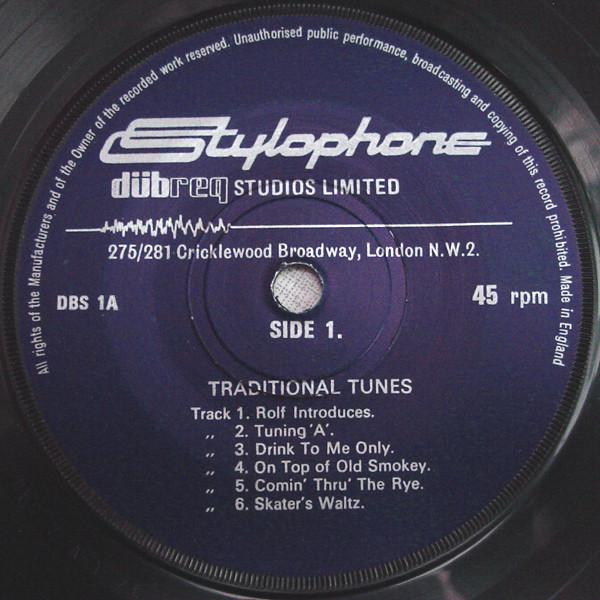 All rights of the Manufacturers and of the Owner of the recorded work reserved. Unauthorised public performance, broadcasting and copying of this record prohibited. Made in England
Stylophone
dübreq STUDIOS LIMITED
275/281 Cricklewood Broadway, London N.W.2.
DBS 1A
45 rpm
SIDE 1.
TRADITIONAL TUNES
Track 1. Rolf Introduces.
,, 2. Tuning 'A'.
,, 3. Drink To Me Only.
,, 4. On Top of Old Smokey.
,, 5. Comin' Thru' The Rye.
,, 6. Skater's Waltz.